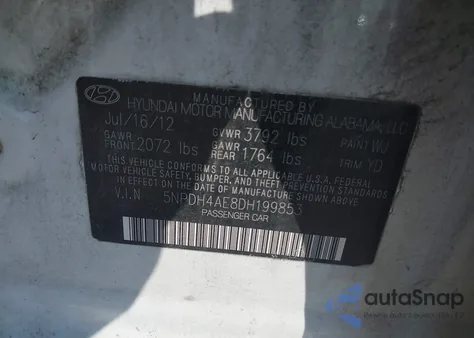 MANUFACTURED BY
HYUNDAI MOTOR MANUFACTURING ALABAMA, LLC
Jul/16/12 GVWR 3792 lbs PAINT WU
GAWR FRONT 2072 lbs GAWR REAR 1764 lbs TRIM YD
THIS VEHICLE CONFORMS TO ALL APPLICABLE U.S.A. FEDERAL
MOTOR VEHICLE SAFETY, BUMPER, AND THEFT PREVENTION
STANDARDS IN EFFECT ON THE DATE OF MANUFACTURE SHOWN ABOVE.
V.I.N 5NPDH4AE8DH199853
PASSENGER CAR
autoSnap